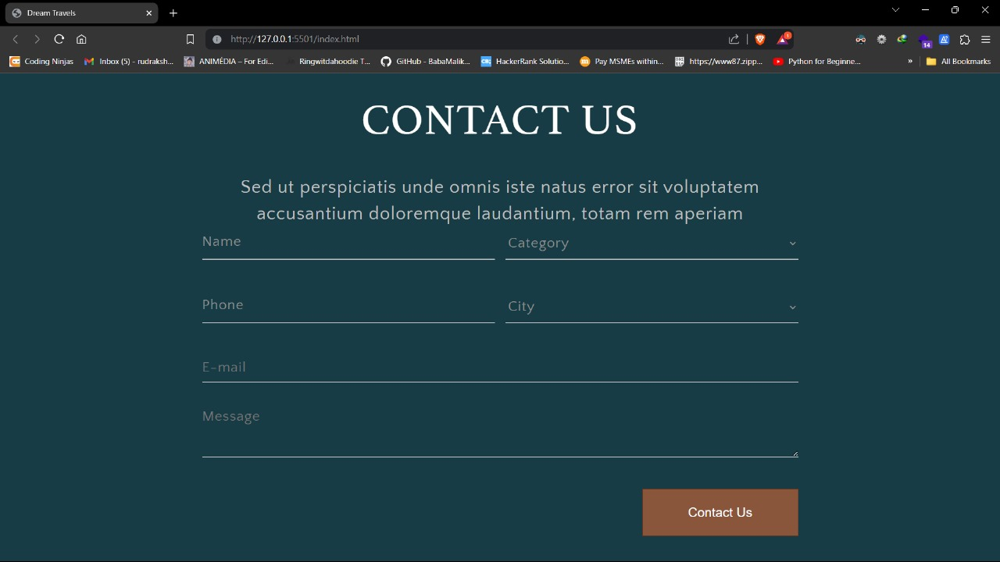 Dream Travels
http://127.0.0.1:5501/index.html
1
14
Coding Ninjas Inbox (5) - rudraksh... ANIMÉDIA – For Edi... Ringwitdahoodie T... GitHub - BabaMalik... HackerRank Solutio... Pay MSMEs within... https://www87.zipp... Python for Beginne... » All Bookmarks
CONTACT US
Sed ut perspiciatis unde omnis iste natus error sit voluptatem
accusantium doloremque laudantium, totam rem aperiam
Name Category
Phone City
E-mail
Message
Contact Us